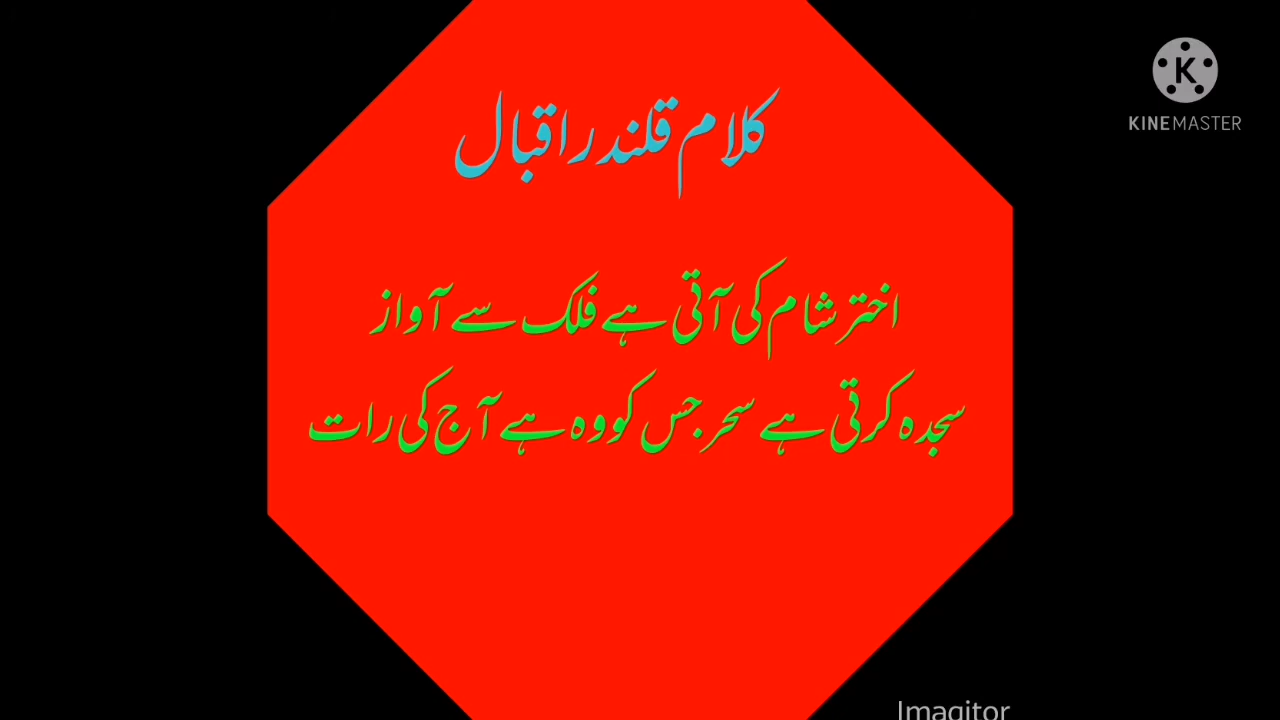 کلام قلندر اقبال
KINEMASTER
اختر شام کی آتی ہے فلک سے آواز
سجدہ کرتی ہے سحر جس کو وہ ہے آج کی رات
Imagitor